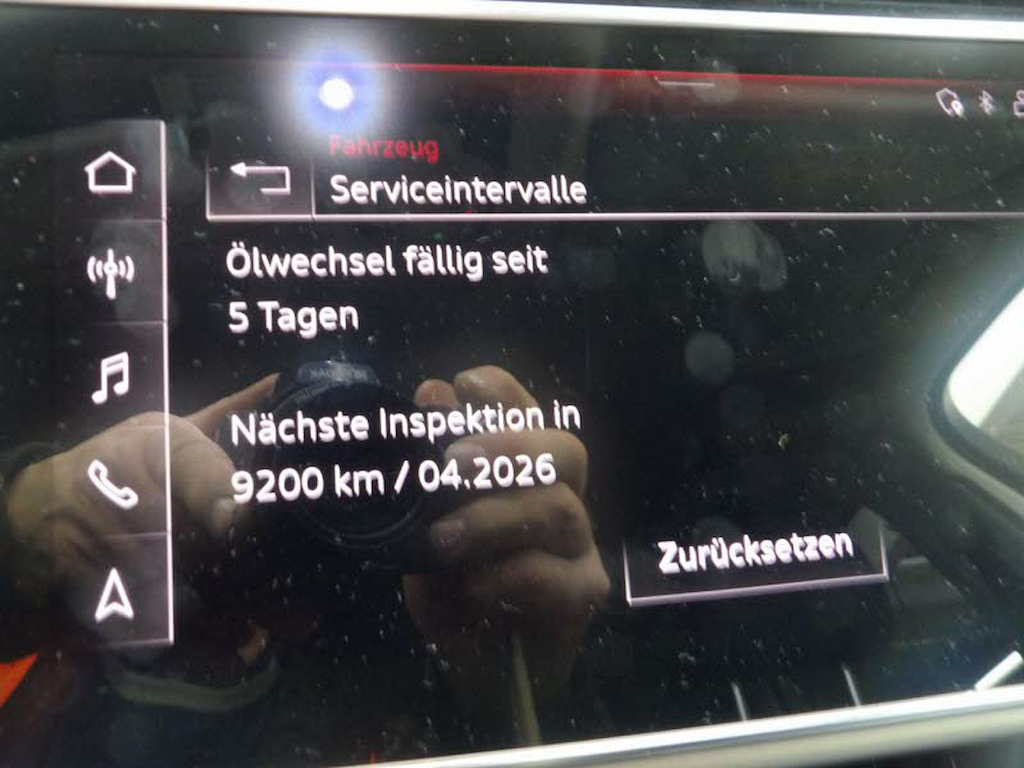 Fahrzeug
Serviceintervalle
Ölwechsel fällig seit
5 Tagen
Nächste Inspektion in
9200 km / 04.2026
Zurücksetzen